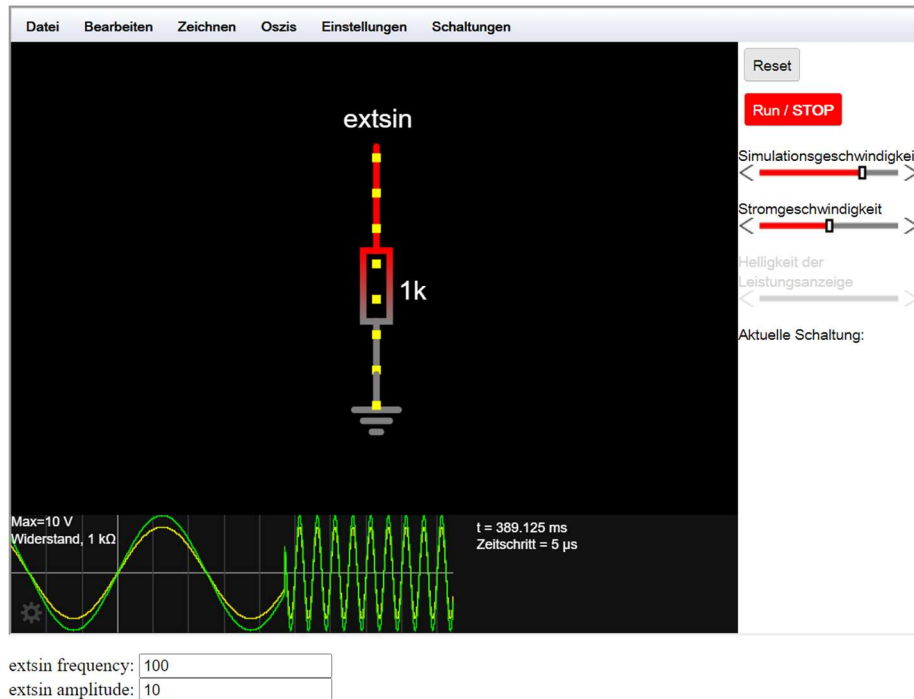 Datei Bearbeiten Zeichnen Oszis Einstellungen Schaltungen
Reset
Run / STOP
Simulationsgeschwindigkei
Stromgeschwindigkeit
Helligkeit der
Leistungsanzeige
Aktuelle Schaltung:
extsin
1k
Max=10 V
Widerstand, 1 kΩ
t = 389.125 ms
Zeitschritt = 5 µs
extsin frequency: 100
extsin amplitude: 10